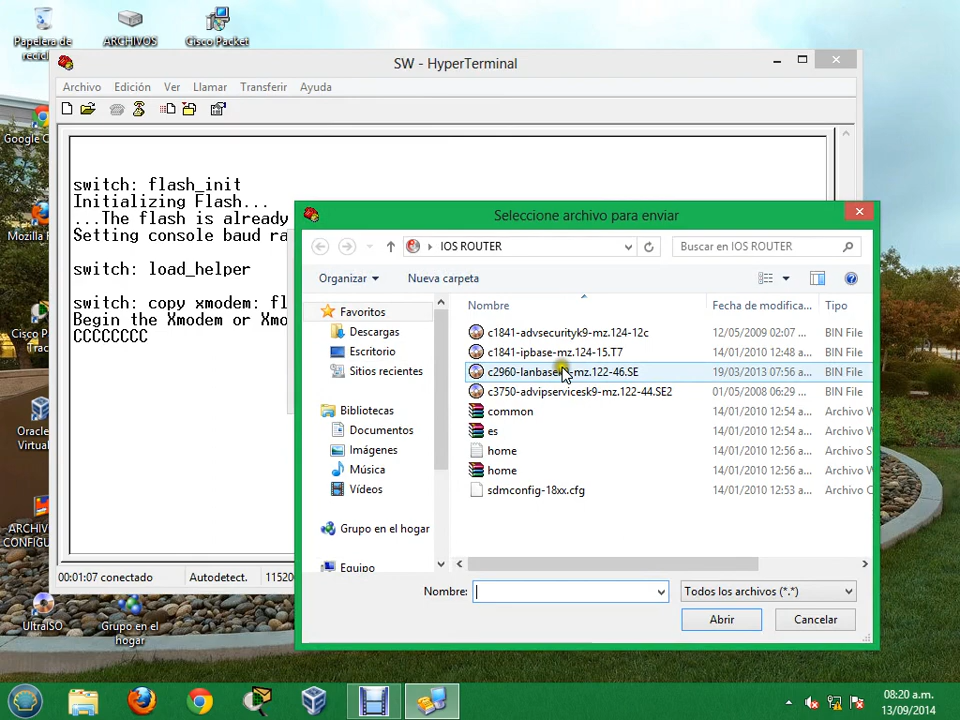 Papelera de
recicl
ARCHIVOS
Cisco Packet
SW - HyperTerminal
Archivo Edición Ver Llamar Transferir Ayuda
Google C
Mozilla F
Cisco P
Trac
Oracle
Virtual
ARCHIV
CONFIGU
switch: flash_init
Initializing Flash...
...The flash is already
Setting console baud ra
switch: load_helper
switch: copy xmodem: fl
Begin the Xmodem or Xmo
CCCCCCCC
00:01:07 conectado Autodetect. 11520
Seleccione archivo para enviar
IOS ROUTER
Buscar en IOS ROUTER
Organizar Nueva carpeta
Favoritos
Descargas
Escritorio
Sitios recientes
Bibliotecas
Documentos
Imágenes
Música
Vídeos
Grupo en el hogar
Equipo
Nombre Fecha de modifica... Tipo
c1841-advsecurityk9-mz.124-12c 12/05/2009 02:07 ... BIN File
c1841-ipbase-mz.124-15.T7 14/01/2010 12:48 a... BIN File
19/03/2013 07:56 a... BIN File
c3750-advipservicesk9-mz.122-44.SE2 01/05/2008 06:29 ... BIN File
common 14/01/2010 12:54 a... Archivo W
es 14/01/2010 12:54 a... Archivo W
home 14/01/2010 12:56 a... Archivo S
home 14/01/2010 12:56 a... Archivo W
sdmconfig-18xx.cfg 14/01/2010 12:53 a... Archivo C
Nombre:
Todos los archivos (*.*)
Abrir Cancelar
UltraISO
Grupo en el
hogar
08:20 a.m.
13/09/2014